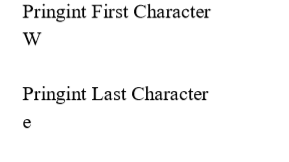 Pringint First Character
W
Pringint Last Character
e